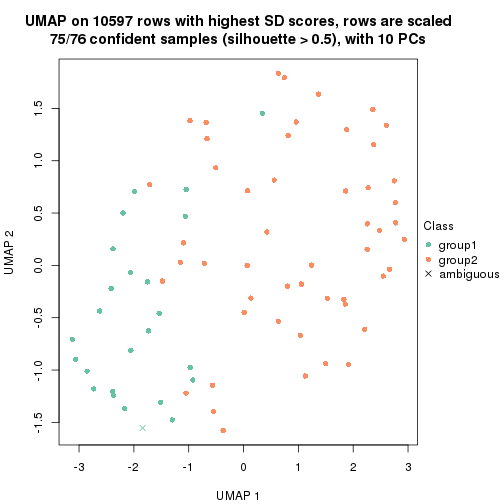 UMAP on 10597 rows with highest SD scores, rows are scaled
75/76 confident samples (silhouette > 0.5), with 10 PCs
1.5
1.0
0.5
0.0
-0.5
-1.0
-1.5
UMAP 2
-3 -2 -1 0 1 2 3
UMAP 1
Class
group1
group2
ambiguous